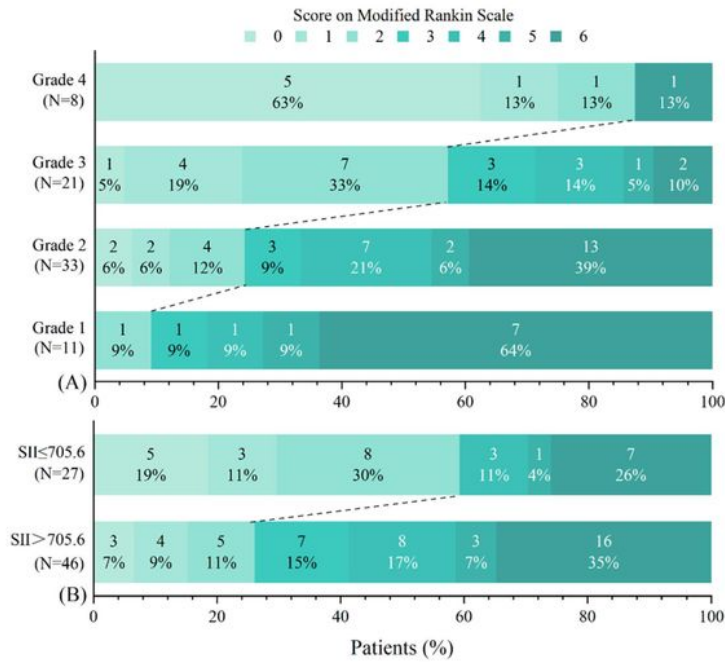 Score on Modified Rankin Scale
0 1 2 3 4 5 6
Grade 4
(N=8)
5 1 1 1
63% 13% 13% 13%
Grade 3
(N=21)
1 4 7 3 3 1 2
5% 19% 33% 14% 14% 5% 10%
Grade 2
(N=33)
2 2 4 3 7 2 13
6% 6% 12% 9% 21% 6% 39%
Grade 1
(N=11)
1 1 1 1 7
9% 9% 9% 9% 64%
(A)
0 20 40 60 80 100
SII≤705.6
(N=27)
5 3 8 3 1 7
19% 11% 30% 11% 4% 26%
SII>705.6
(N=46)
3 4 5 7 8 3 16
7% 9% 11% 15% 17% 7% 35%
(B)
0 20 40 60 80 100
Patients (%)